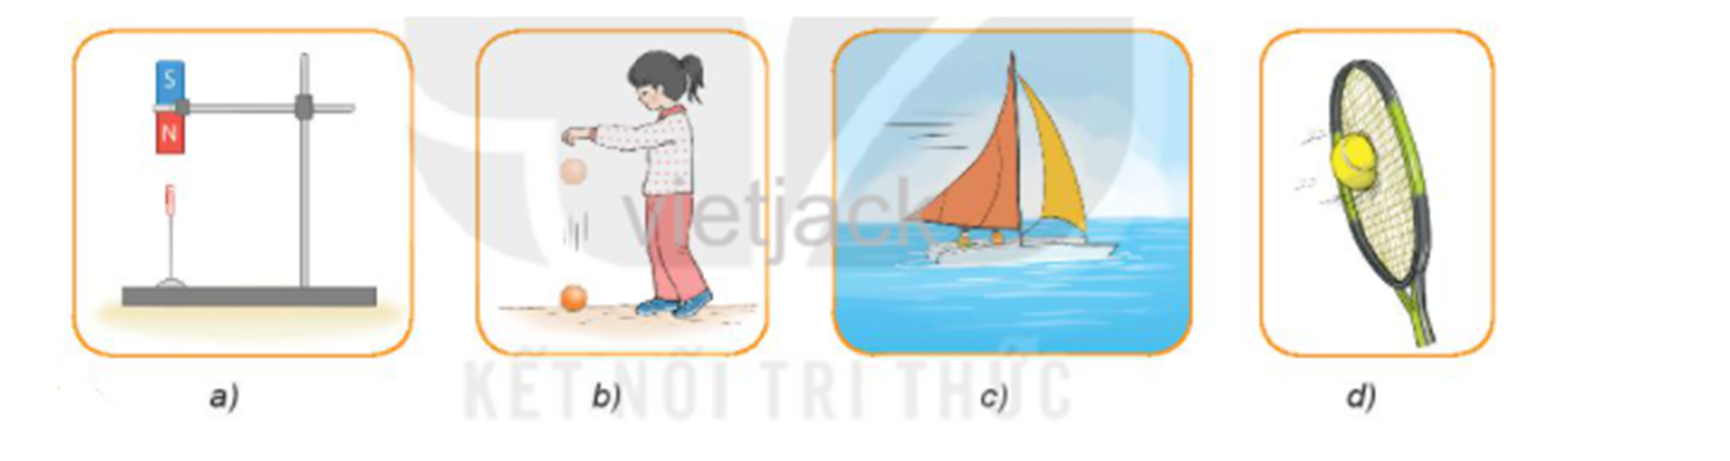 S
N
vietjack
a) b) c) d)
KẾT NỐI TRI THỨC